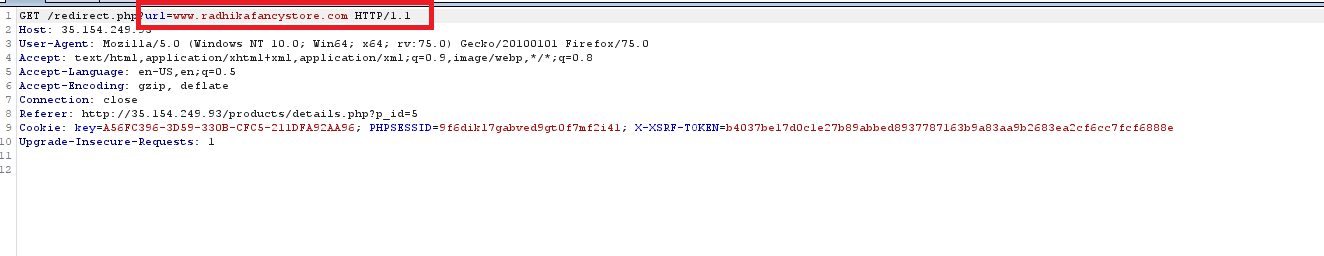 1 GET /redirect.php?url=www.radhikafancystore.com HTTP/1.1
2 Host: 35.154.249.93
3 User-Agent: Mozilla/5.0 (Windows NT 10.0; Win64; x64; rv:75.0) Gecko/20100101 Firefox/75.0
4 Accept: text/html,application/xhtml+xml,application/xml;q=0.9,image/webp,*/*;q=0.8
5 Accept-Language: en-US,en;q=0.5
6 Accept-Encoding: gzip, deflate
7 Connection: close
8 Referer: http://35.154.249.93/products/details.php?p_id=5
9 Cookie: key=A56FC396-3D59-330B-CFC5-211DFA92AA96; PHPSESSID=9f6dikl7gabved9gt0f7mf2i41; X-XSRF-TOKEN=b4037be17d0c1e27b89abbed8937787163b9a83aa9b2683ea2cf6cc7fcf6888e
10 Upgrade-Insecure-Requests: 1
11
12